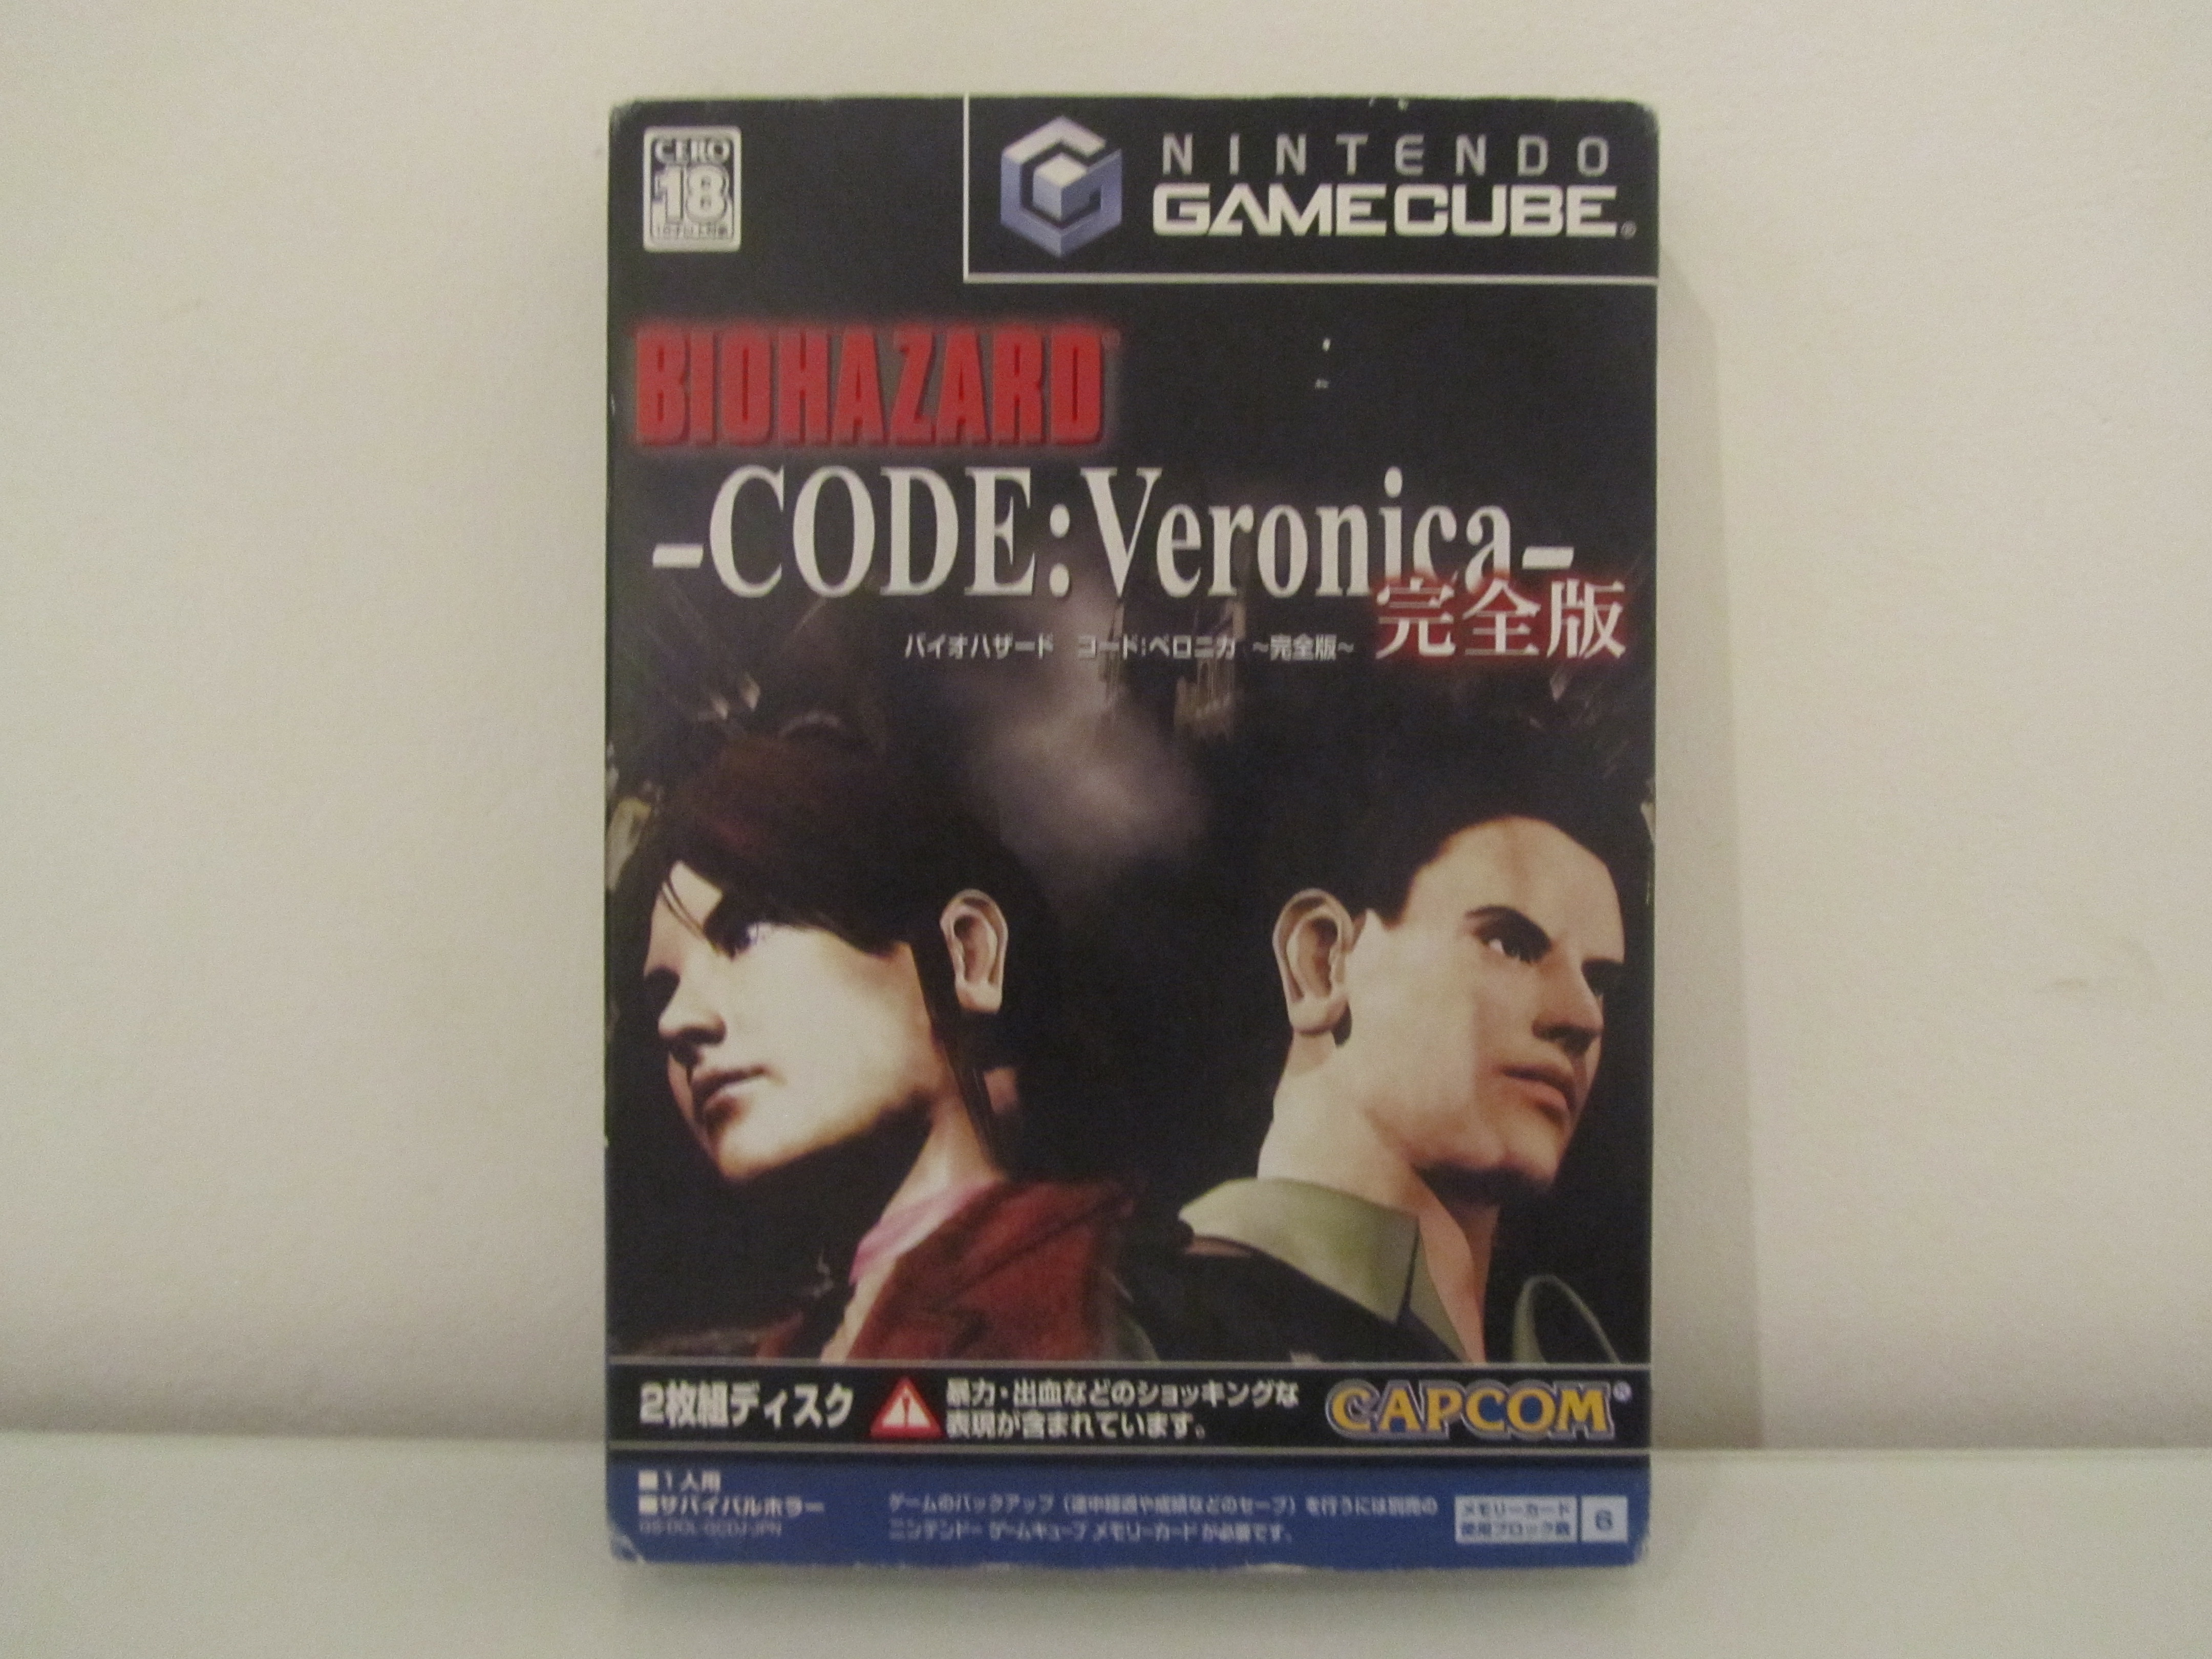 CERO
18
NINTENDO
GAMECUBE®
BIOHAZARD
-CODE:Veronica-
完全版
バイオハザード コード:ベロニカ ~完全版~
2枚組ディスク
暴力・出血などのショッキングな
表現が含まれています。
CAPCOM®
■1人用
■サバイバルホラー
ゲームのバックアップ(途中経過や成績などのセーブ)を行うには別売の
ニンテンドー ゲームキューブ メモリーカード が必要です。
メモリーカード
使用ブロック数
6